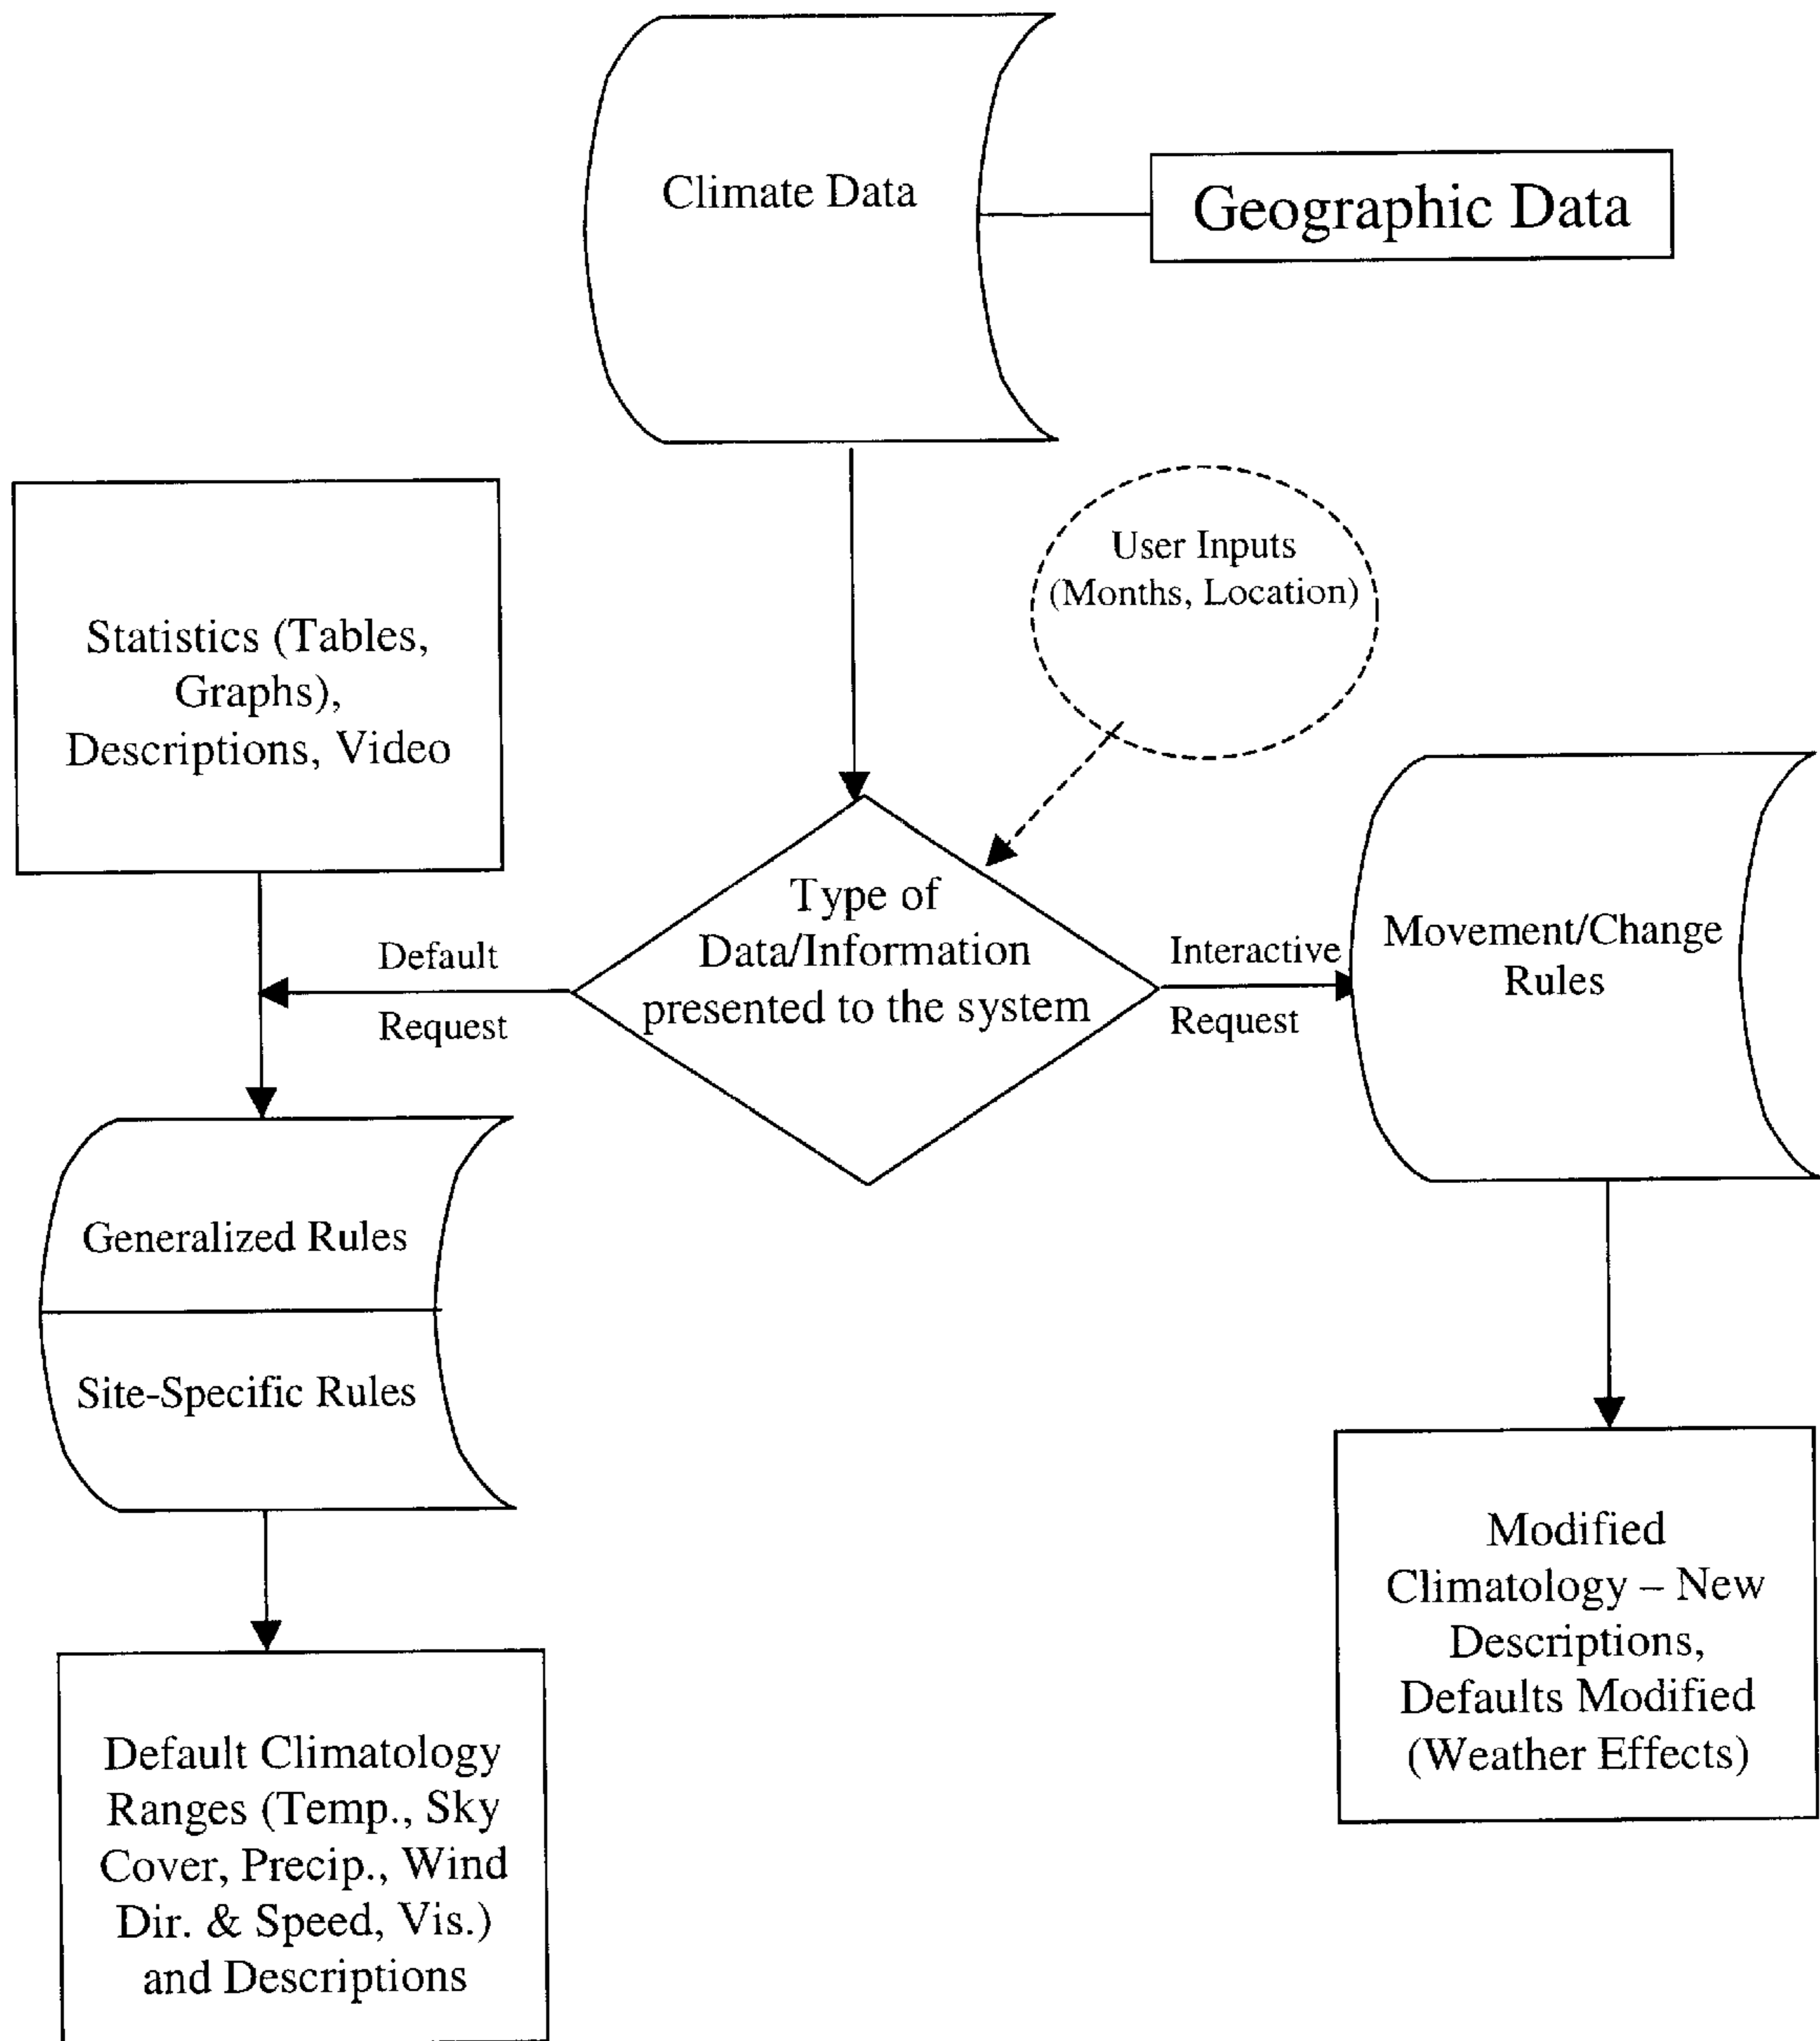 Climate Data
Geographic Data
User Inputs
(Months, Location)
Statistics (Tables,
Graphs),
Descriptions, Video
Type of
Data/Information
presented to the system
Default
Request
Interactive
Request
Movement/Change
Rules
Generalized Rules
Site-Specific Rules
Modified
Climatology – New
Descriptions,
Defaults Modified
(Weather Effects)
Default Climatology
Ranges (Temp., Sky
Cover, Precip., Wind
Dir. & Speed, Vis.)
and Descriptions